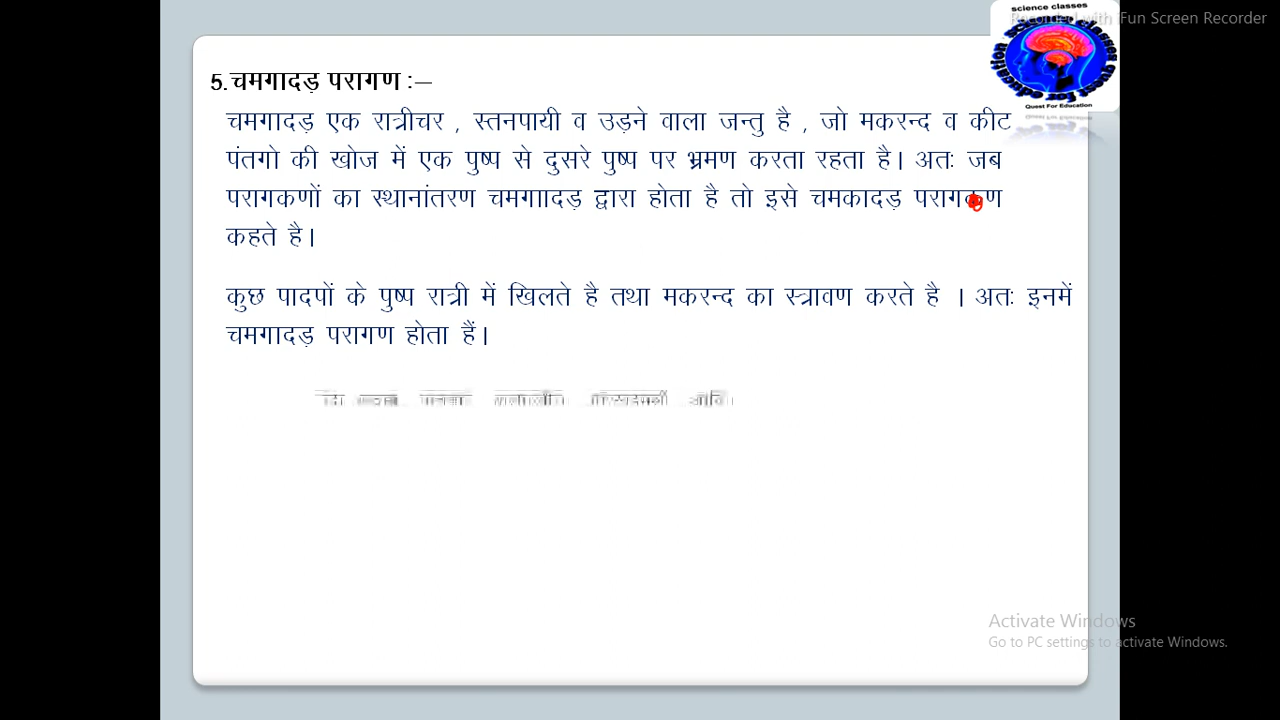 science classes
Recorded with iFun Screen Recorder
Quest For Education
5.चमगादड़ परागण :–
चमगादड़ एक रात्रीचर , स्तनपायी व उड़ने वाला जन्तु है , जो मकरन्द व कीट
पंतगो की खोज में एक पुष्प से दुसरे पुष्प पर भ्रमण करता रहता है। अतः जब
परागकणों का स्थानांतरण चमगाादड़ द्वारा होता है तो इसे चमकादड़ परागकण
कहते है।
कुछ पादपों के पुष्प रात्री में खिलते है तथा मकरन्द का स्त्रावण करते है । अतः इनमें
चमगादड़ परागण होता हैं।
Activate Windows
Go to PC settings to activate Windows.